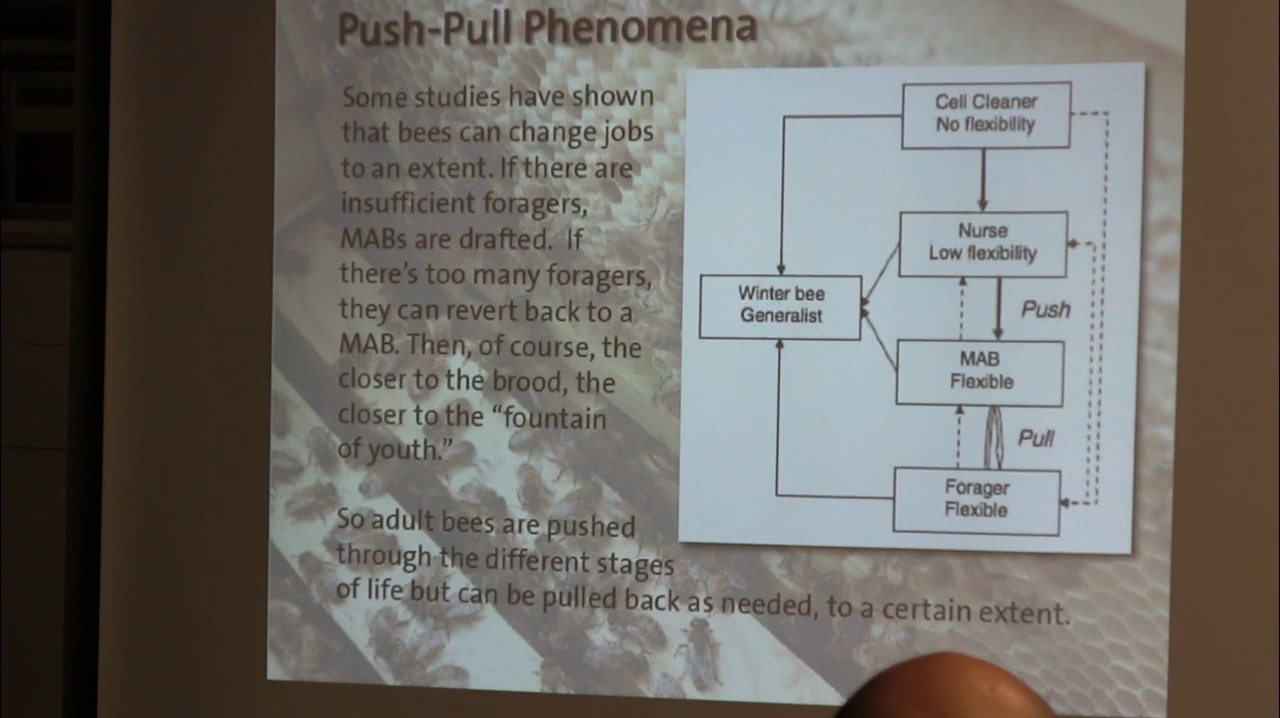 Push-Pull Phenomena
Some studies have shown
that bees can change jobs
to an extent. If there are
insufficient foragers,
MABs are drafted. If
there's too many foragers,
they can revert back to a
MAB. Then, of course, the
closer to the brood, the
closer to the “fountain
of youth.”
So adult bees are pushed
through the different stages
of life but can be pulled back as needed, to a certain extent.
Cell Cleaner
No flexibility
Nurse
Low flexibility
Winter bee
Generalist
Push
MAB
Flexible
Pull
Forager
Flexible